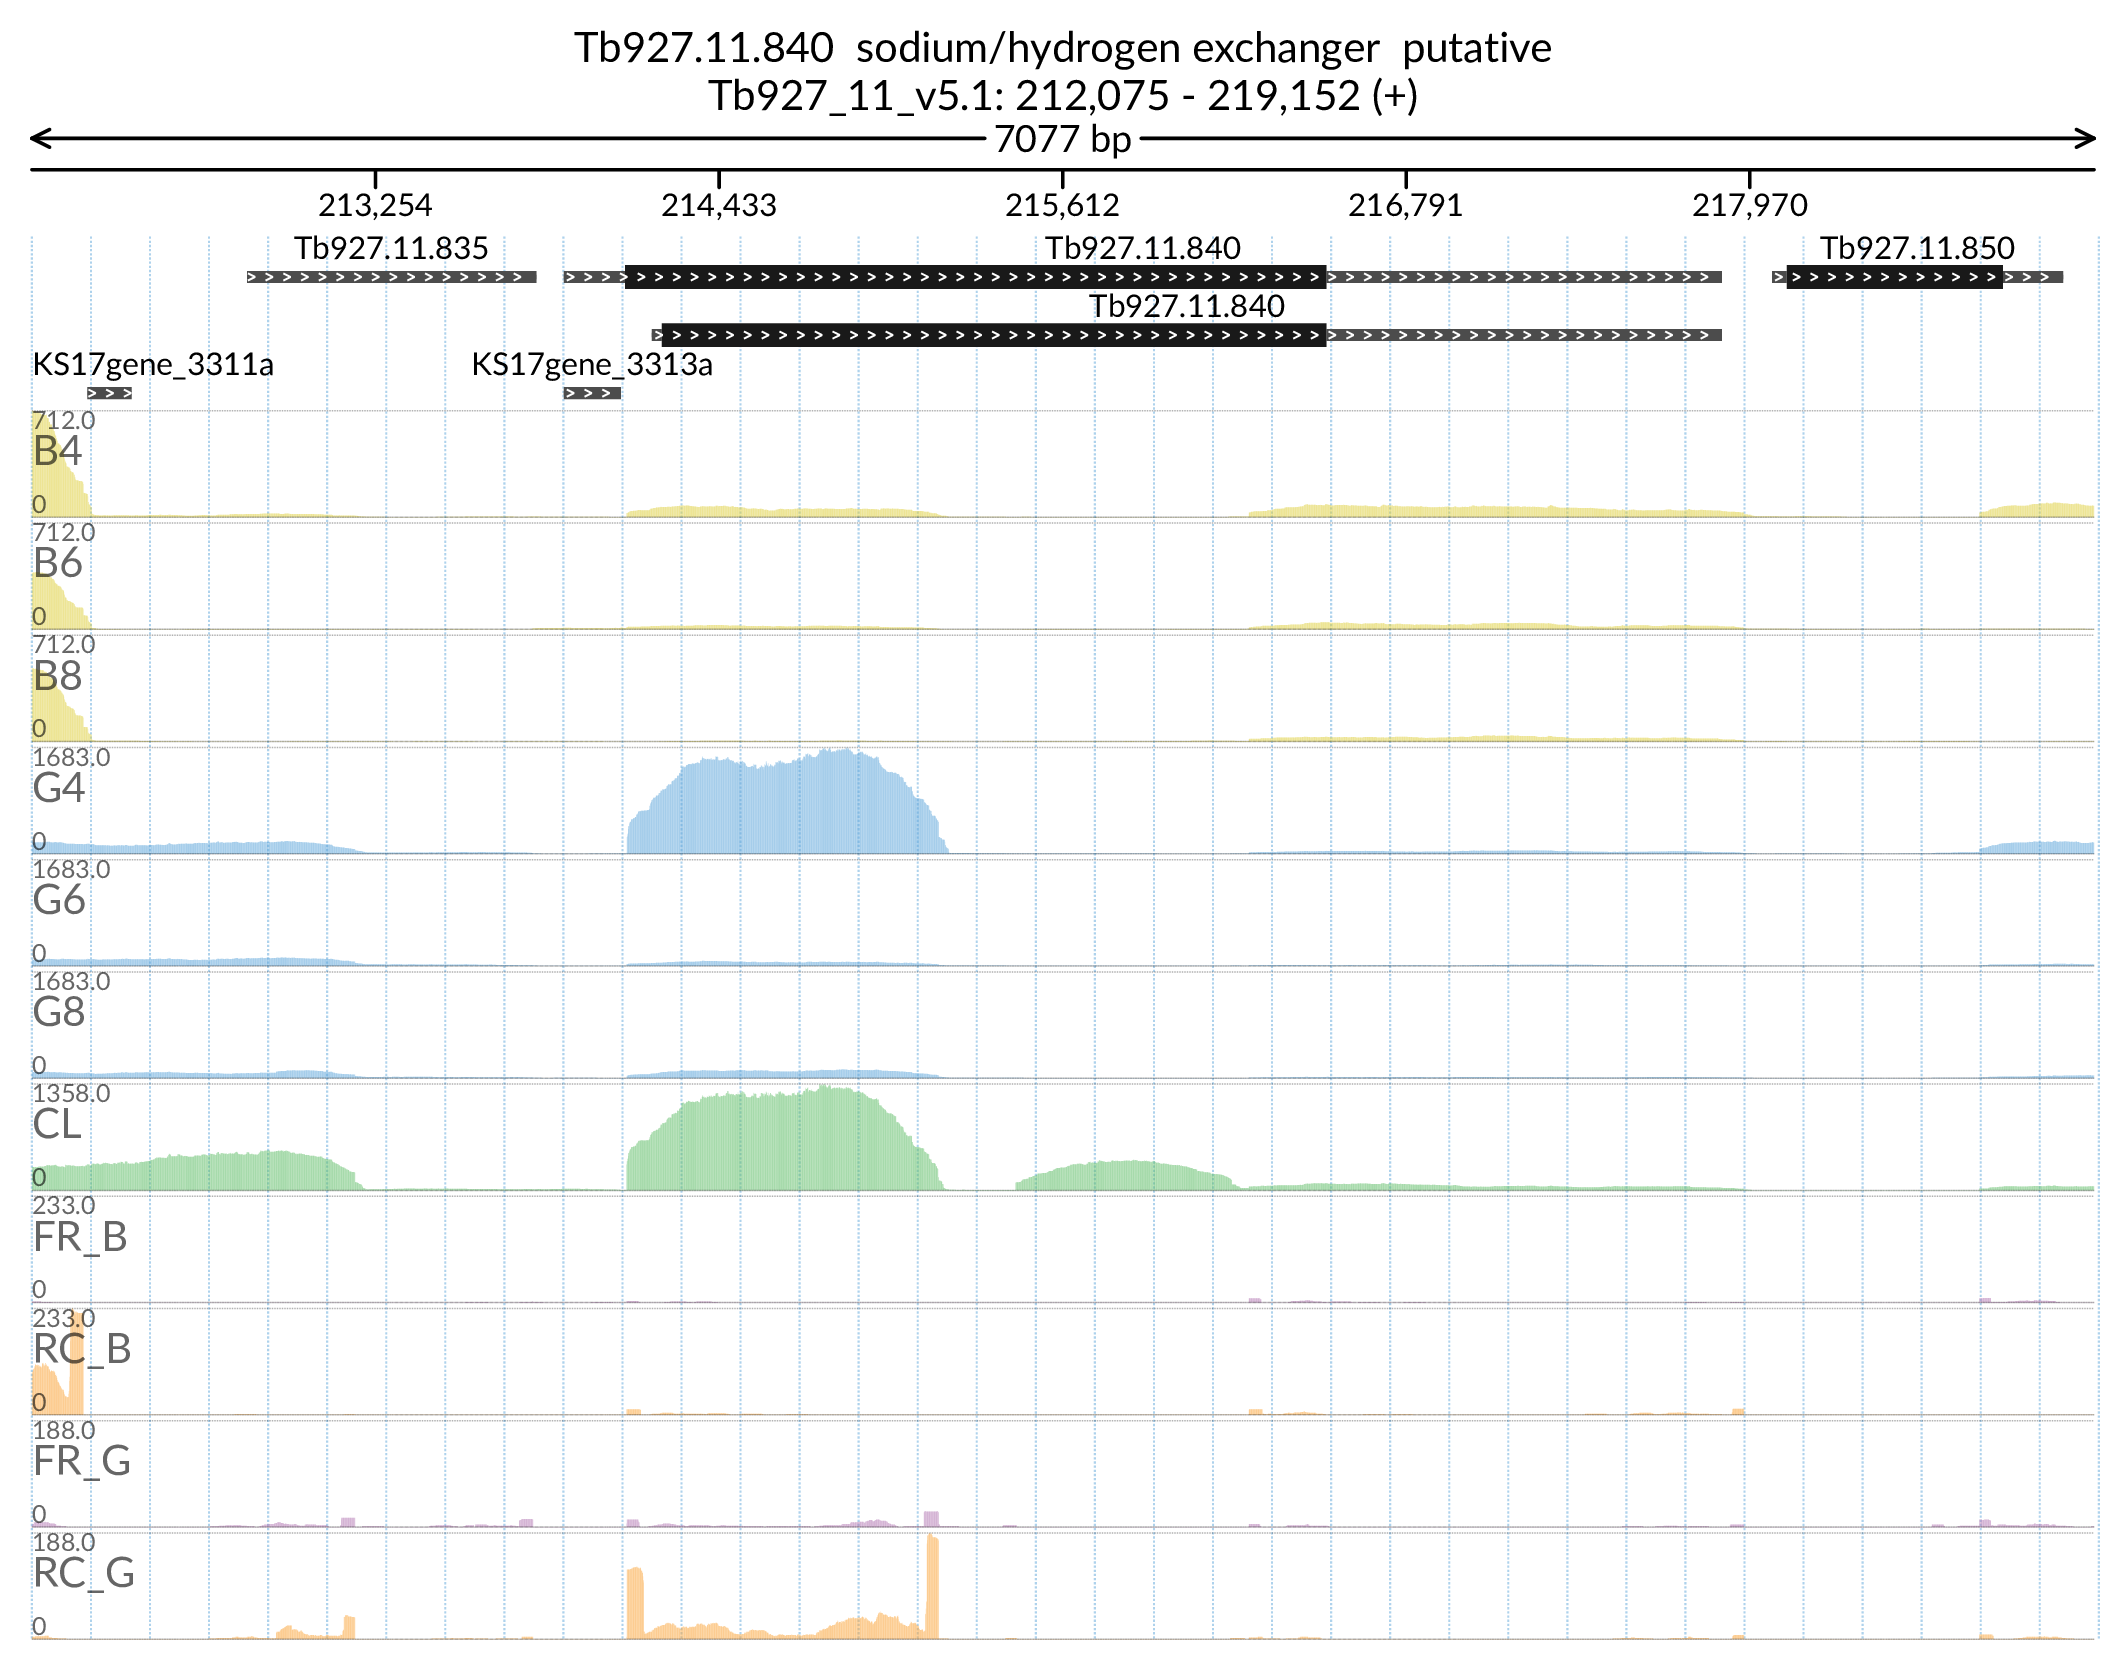 Tb927.11.840  sodium/hydrogen exchanger  putative
Tb927_11_v5.1: 212,075 - 219,152 (+)
7077 bp
213,254 214,433 215,612 216,791 217,970
Tb927.11.835 Tb927.11.840 Tb927.11.850
Tb927.11.840
KS17gene_3311a KS17gene_3313a
712.0
B4
0
712.0
B6
0
712.0
B8
0
1683.0
G4
0
1683.0
G6
0
1683.0
G8
0
1358.0
CL
0
233.0
FR_B
0
233.0
RC_B
0
188.0
FR_G
0
188.0
RC_G
0